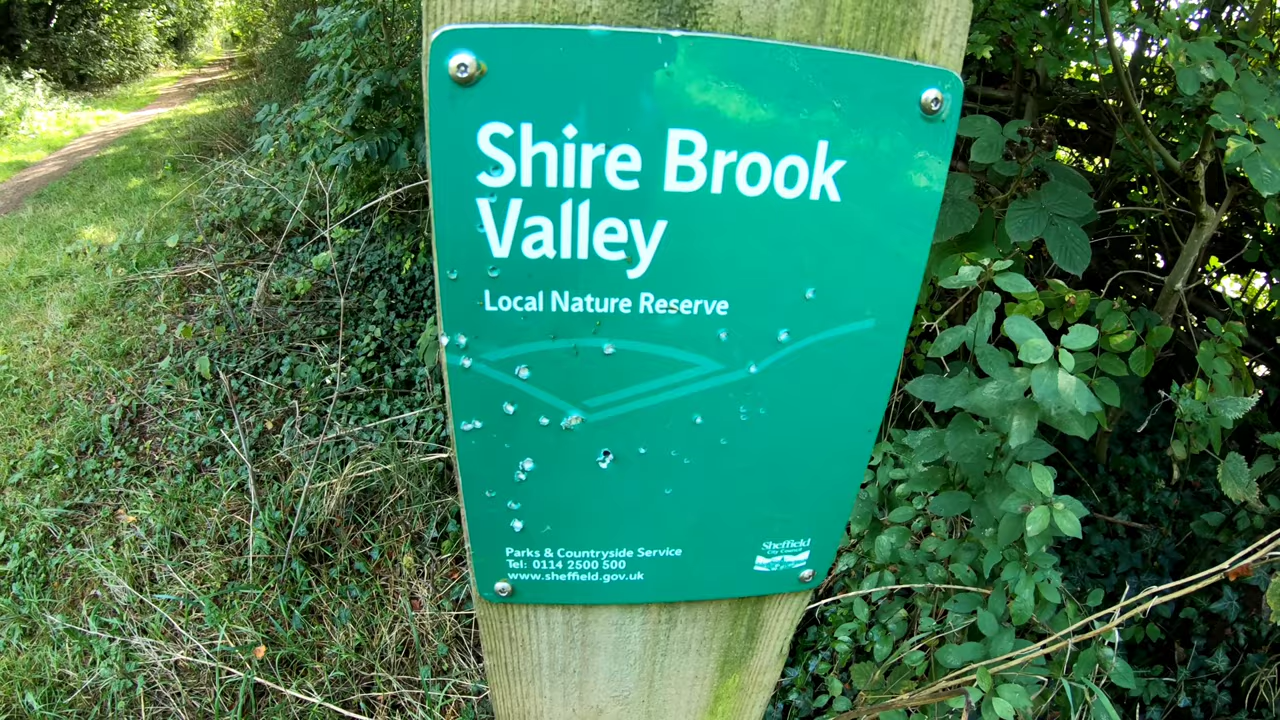 Shire Brook
Valley
Local Nature Reserve
Parks & Countryside Service
Tel: 0114 2500 500
www.sheffield.gov.uk
Sheffield
City Council